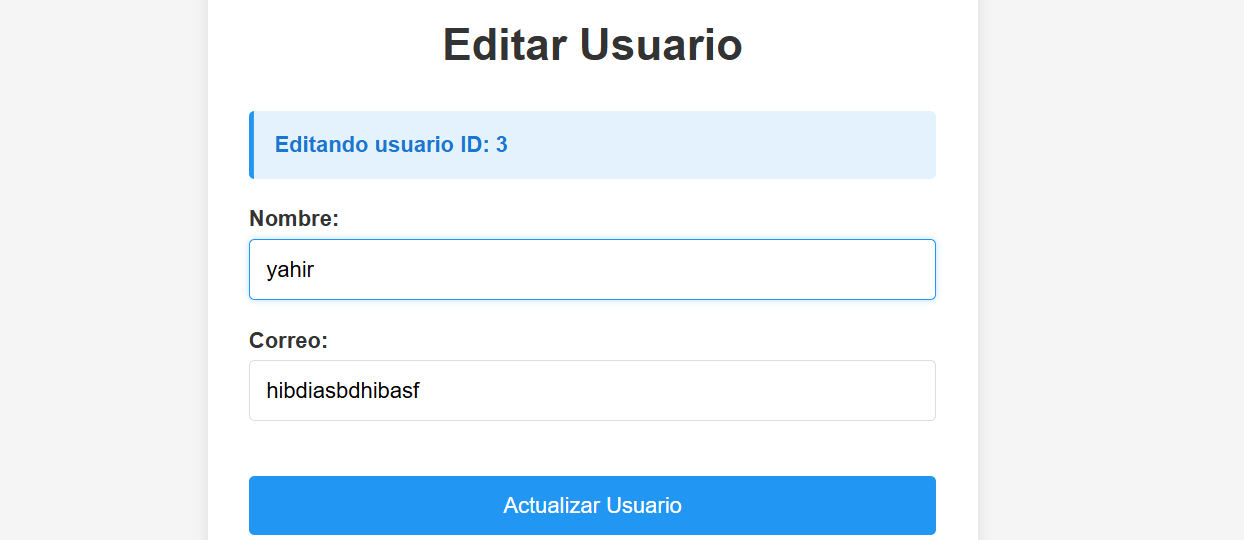 Editar Usuario
Editando usuario ID: 3
Nombre:
yahir
Correo:
hibdiasbdhibasf
Actualizar Usuario